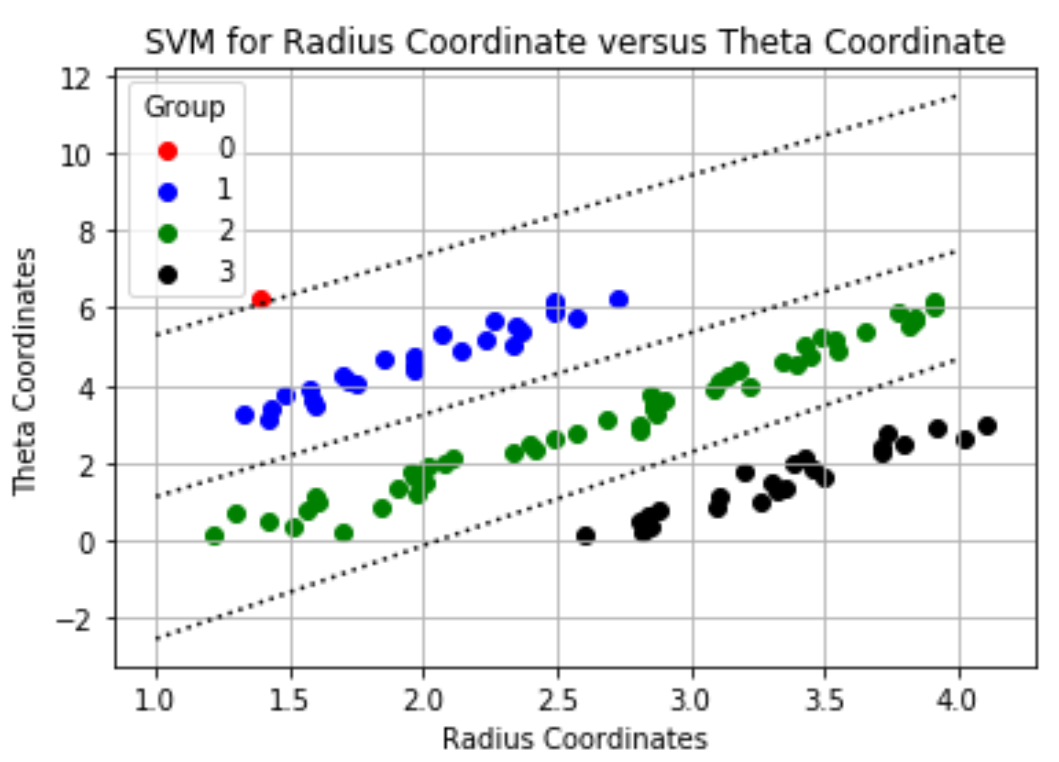 SVM for Radius Coordinate versus Theta Coordinate
Group
0
1
2
3
Theta Coordinates
12
10
8
6
4
2
0
−2
1.0 1.5 2.0 2.5 3.0 3.5 4.0
Radius Coordinates